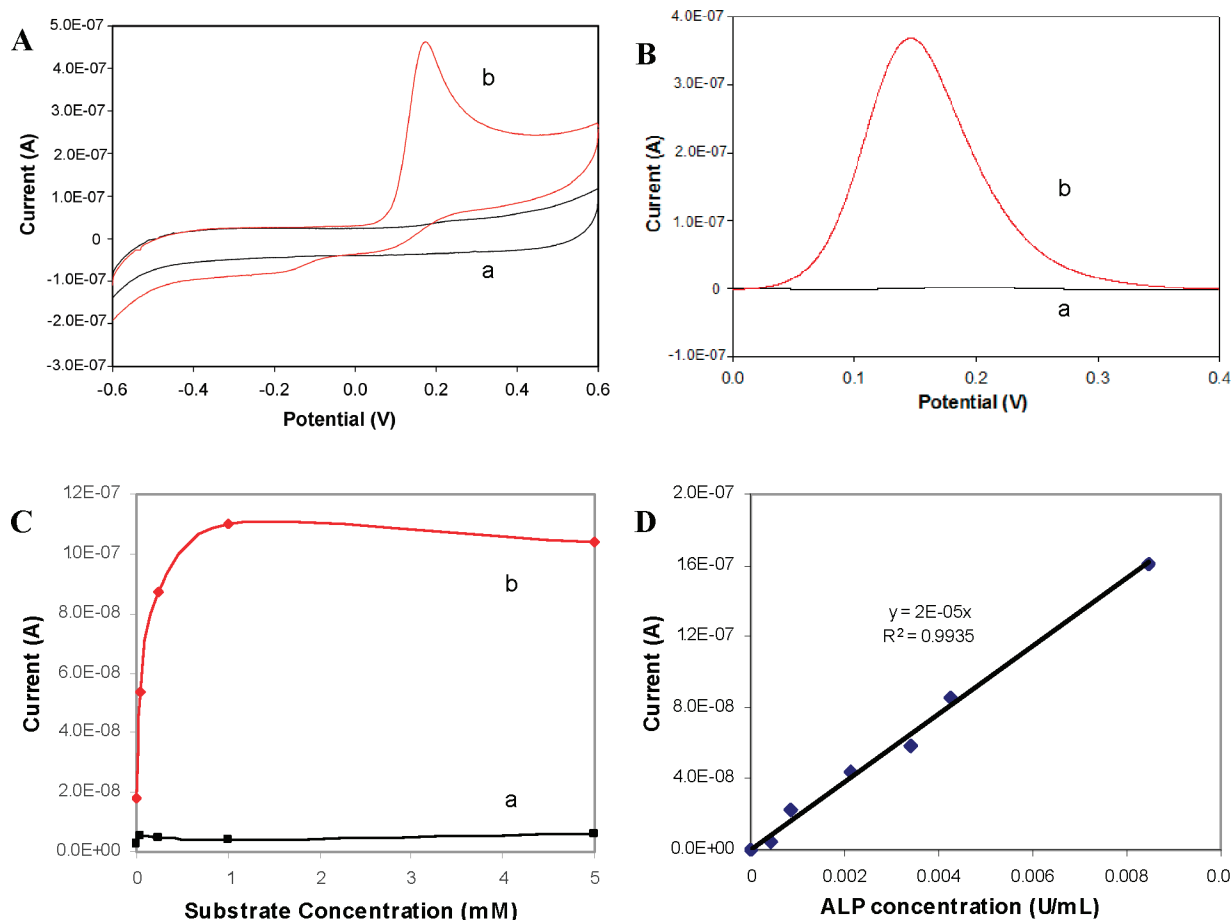 A
5.0E-07
4.0E-07
3.0E-07
2.0E-07
1.0E-07
0
-1.0E-07
-2.0E-07
-3.0E-07
Current (A)
b
a
-0.6 -0.4 -0.2 0.0 0.2 0.4 0.6
Potential (V)
B
4.0E-07
3.0E-07
2.0E-07
1.0E-07
0
-1.0E-07
Current (A)
b
a
0.0 0.1 0.2 0.3 0.4
Potential (V)
C
12E-07
10E-07
8.0E-08
6.0E-08
4.0E-08
2.0E-08
0.0E+00
Current (A)
b
a
0 1 2 3 4 5
Substrate Concentration (mM)
D
2.0E-07
16E-07
12E-07
8.0E-08
4.0E-08
0.0E+00
Current (A)
y = 2E-05x
R² = 0.9935
0 0.002 0.004 0.006 0.008 0.0
ALP concentration (U/mL)